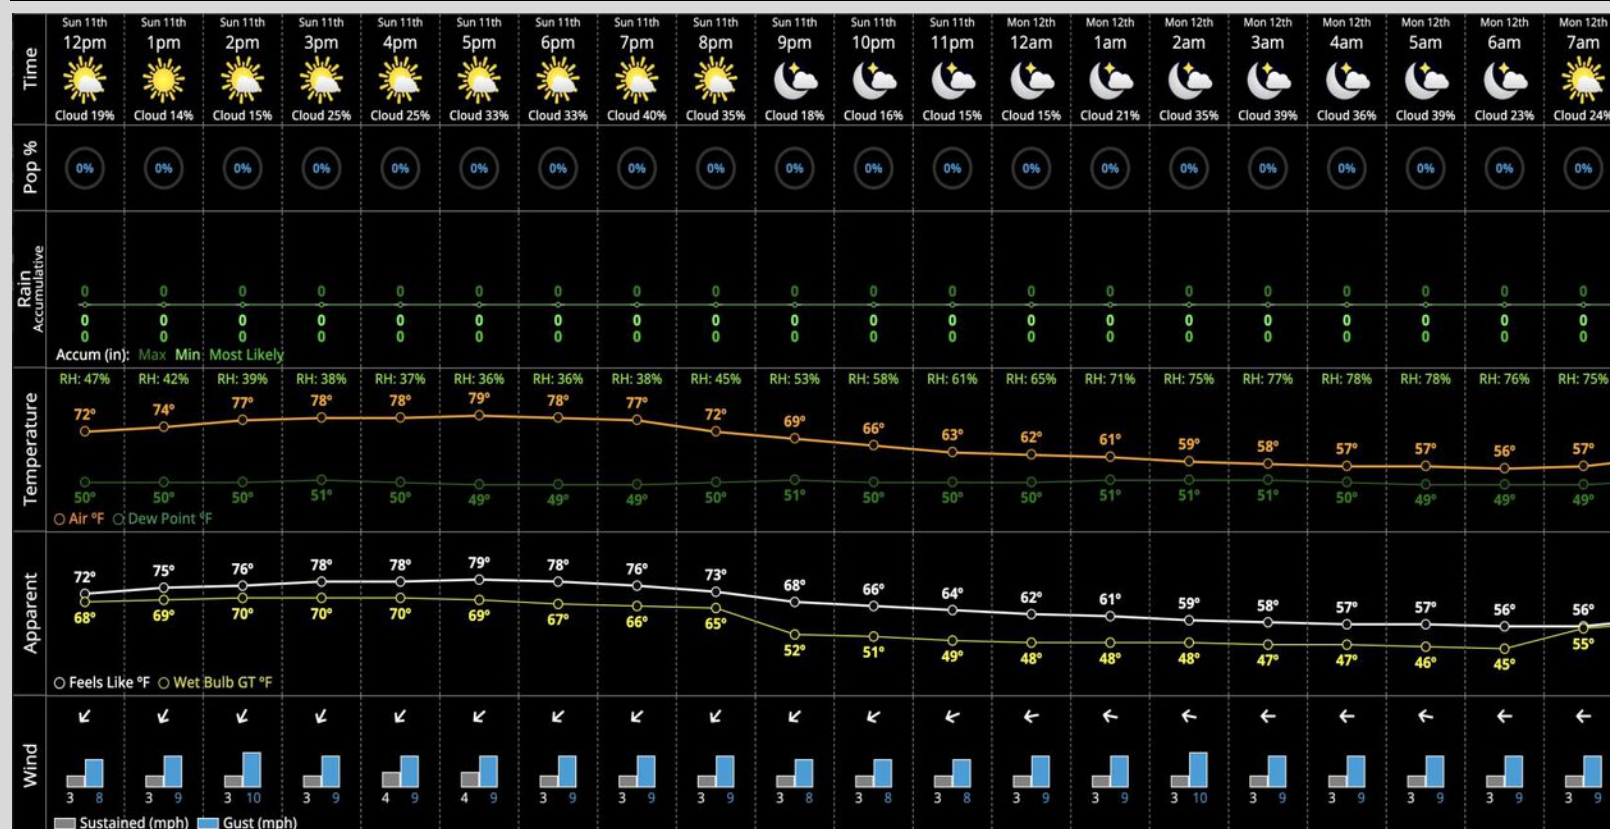 Time
Sun 11th Sun 11th Sun 11th Sun 11th Sun 11th Sun 11th Sun 11th Sun 11th Sun 11th Sun 11th Sun 11th Sun 11th Mon 12th Mon 12th Mon 12th Mon 12th Mon 12th Mon 12th Mon 12th Mon 12th
12pm 1pm 2pm 3pm 4pm 5pm 6pm 7pm 8pm 9pm 10pm 11pm 12am 1am 2am 3am 4am 5am 6am 7am
Cloud 19% Cloud 14% Cloud 15% Cloud 25% Cloud 25% Cloud 33% Cloud 33% Cloud 40% Cloud 35% Cloud 18% Cloud 16% Cloud 15% Cloud 15% Cloud 21% Cloud 35% Cloud 39% Cloud 36% Cloud 39% Cloud 23% Cloud 24%
Pop %
0% 0% 0% 0% 0% 0% 0% 0% 0% 0% 0% 0% 0% 0% 0% 0% 0% 0% 0% 0%
Rain
Accumulative
0 0 0 0 0 0 0 0 0 0 0 0 0 0 0 0 0 0 0 0
0 0 0 0 0 0 0 0 0 0 0 0 0 0 0 0 0 0 0 0
0 0 0 0 0 0 0 0 0 0 0 0 0 0 0 0 0 0 0 0
Accum (in): Max Min Most Likely
Temperature
RH: 47% RH: 42% RH: 39% RH: 38% RH: 37% RH: 36% RH: 36% RH: 38% RH: 45% RH: 53% RH: 58% RH: 61% RH: 65% RH: 71% RH: 75% RH: 77% RH: 78% RH: 78% RH: 76% RH: 75%
72° 74° 77° 78° 78° 79° 78° 77° 72° 69° 66° 63° 62° 61° 59° 58° 57° 57° 56° 57°
50° 50° 50° 51° 50° 49° 49° 49° 50° 51° 50° 50° 50° 51° 51° 51° 50° 49° 49° 49°
Air °F Dew Point °F
Apparent
72° 75° 76° 78° 78° 79° 78° 76° 73° 68° 66° 64° 62° 61° 59° 58° 57° 57° 56° 56°
68° 69° 70° 70° 70° 69° 67° 66° 65° 52° 51° 49° 48° 48° 48° 47° 47° 46° 45° 55°
Feels Like °F Wet Bulb GT °F
Wind
3 8 3 9 3 10 3 9 4 9 4 9 3 9 3 9 3 9 3 8 3 8 3 8 3 9 3 9 3 10 3 9 3 9 3 9 3 9 3 9
Sustained (mph) Gust (mph)